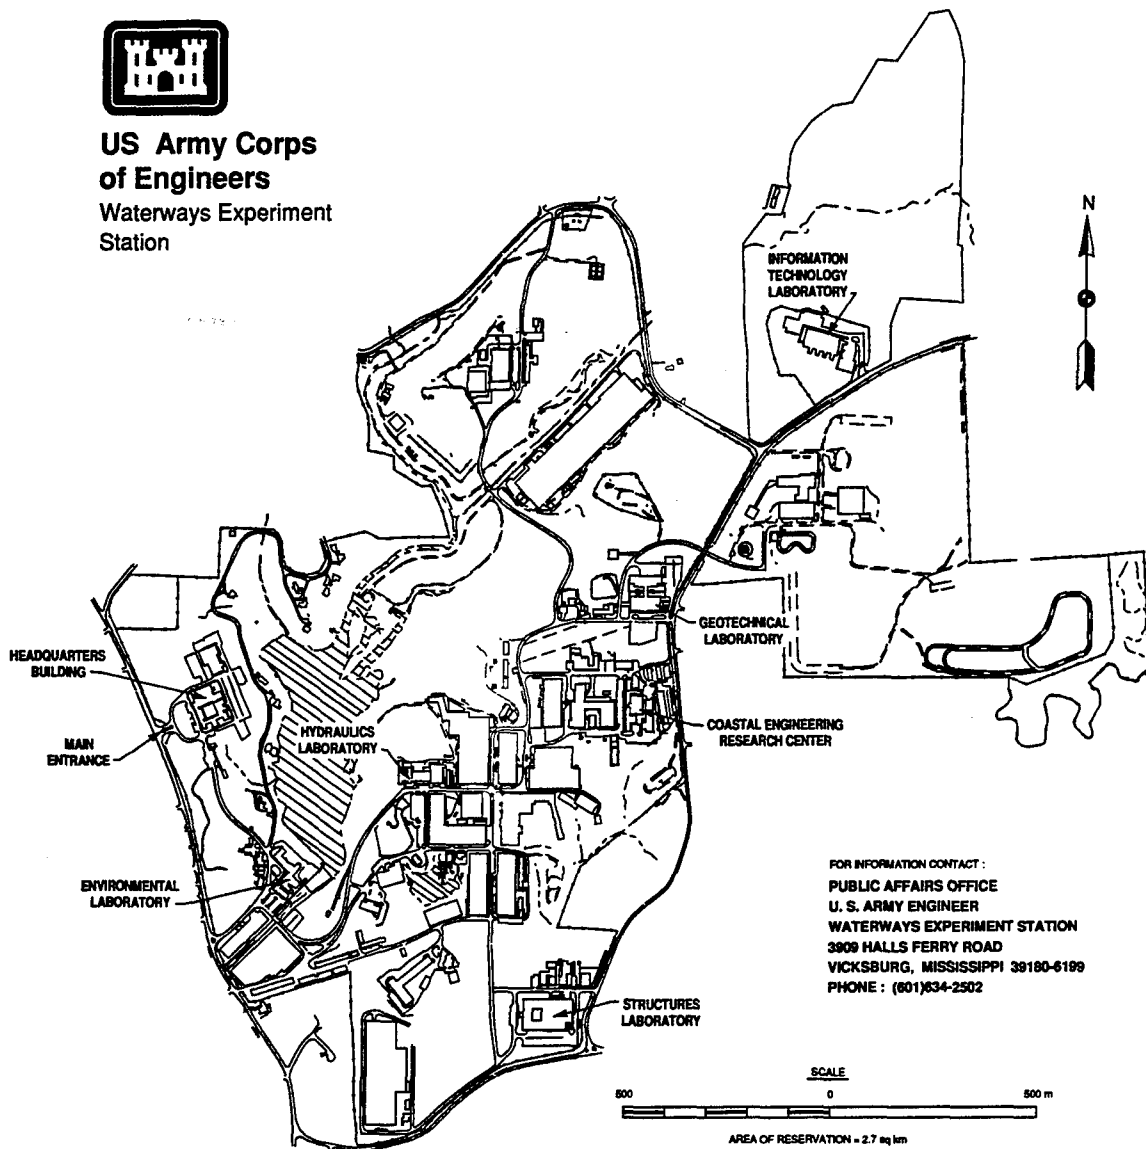 US Army Corps
of Engineers
Waterways Experiment
Station
N
INFORMATION
TECHNOLOGY
LABORATORY
GEOTECHNICAL
LABORATORY
HEADQUARTERS
BUILDING
MAIN
ENTRANCE
HYDRAULICS
LABORATORY
COASTAL ENGINEERING
RESEARCH CENTER
ENVIRONMENTAL
LABORATORY
STRUCTURES
LABORATORY
FOR INFORMATION CONTACT :
PUBLIC AFFAIRS OFFICE
U. S. ARMY ENGINEER
WATERWAYS EXPERIMENT STATION
3909 HALLS FERRY ROAD
VICKSBURG, MISSISSIPPI 39180-6199
PHONE : (601)634-2502
SCALE
500 0 500 m
AREA OF RESERVATION = 2.7 sq km